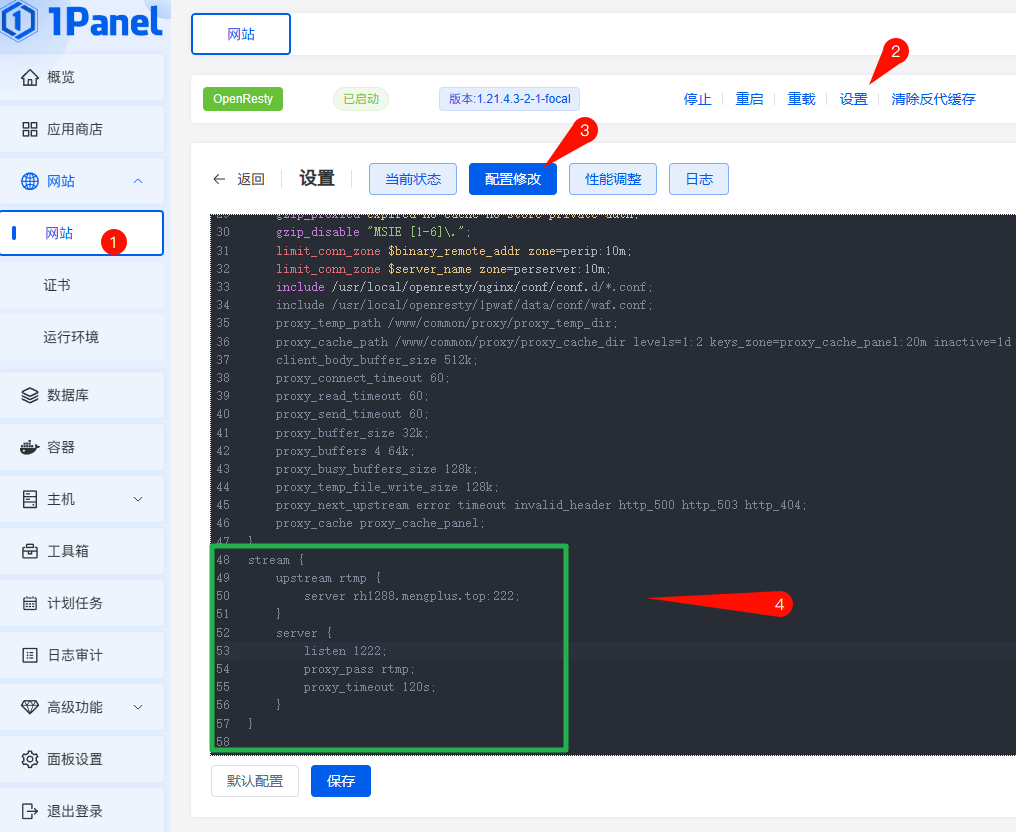 1Panel
概览
应用商店
网站
网站
1
证书
运行环境
数据库
容器
主机
工具箱
计划任务
日志审计
高级功能
面板设置
退出登录
网站
2
OpenResty
已启动
版本:1.21.4.3-2-1-focal
停止
重启
重载
设置
清除反代缓存
3
返回
设置
当前状态
配置修改
性能调整
日志
29 gzip_proxied expired no-cache no-store private auth;
30 gzip_disable "MSIE [1-6]\.";
31 limit_conn_zone $binary_remote_addr zone=perip:10m;
32 limit_conn_zone $server_name zone=perserver:10m;
33 include /usr/local/openresty/nginx/conf/conf.d/*.conf;
34 include /usr/local/openresty/1pwaf/data/conf/waf.conf;
35 proxy_temp_path /www/common/proxy/proxy_temp_dir;
36 proxy_cache_path /www/common/proxy/proxy_cache_dir levels=1:2 keys_zone=proxy_cache_panel:20m inactive=1d
37 client_body_buffer_size 512k;
38 proxy_connect_timeout 60;
39 proxy_read_timeout 60;
40 proxy_send_timeout 60;
41 proxy_buffer_size 32k;
42 proxy_buffers 4 64k;
43 proxy_busy_buffers_size 128k;
44 proxy_temp_file_write_size 128k;
45 proxy_next_upstream error timeout invalid_header http_500 http_503 http_404;
46 proxy_cache proxy_cache_panel;
47 }
48 stream {
49 upstream rtmp {
50 server rh1288.mengplus.top:222;
51 }
52 server {
53 listen 1222;
54 proxy_pass rtmp;
55 proxy_timeout 120s;
56 }
57 }
58
4
默认配置
保存